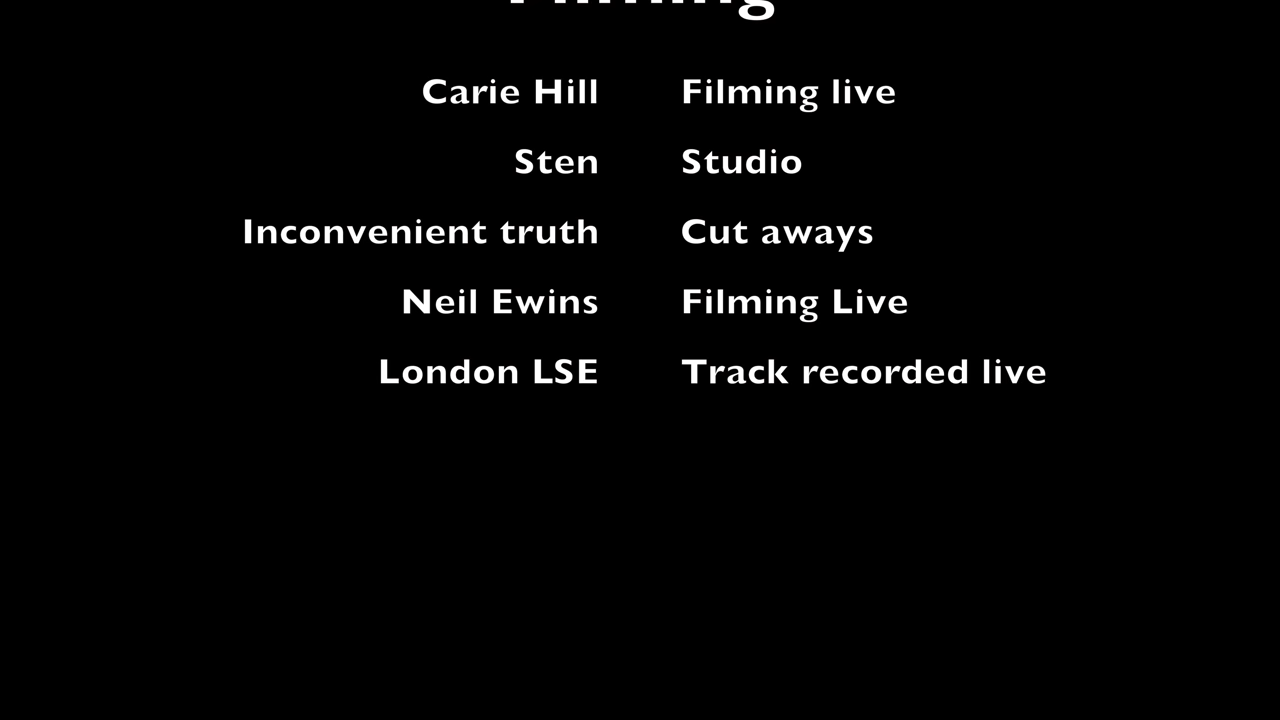 Filming
Carie Hill Filming live
Sten Studio
Inconvenient truth Cut aways
Neil Ewins Filming Live
London LSE Track recorded live